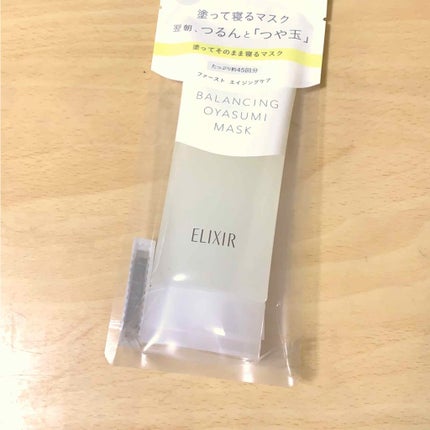 塗って寝るマスク
翌朝、つるんと「つや玉」
塗ってそのまま寝るマスク
たっぷり約45回分
ファースト エイジングケア
BALANCING
OYASUMI
MASK
ELIXIR